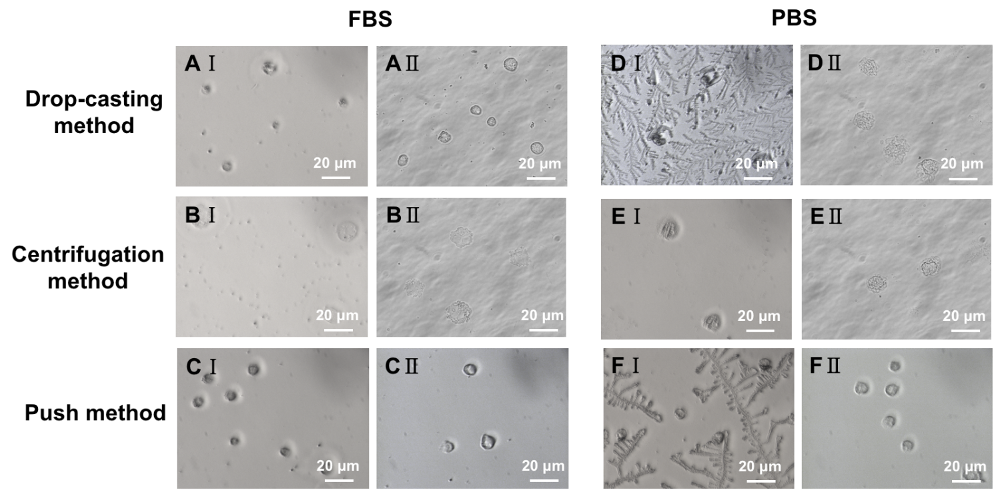 FBS
PBS
Drop-casting
method
A Ⅰ
20 μm
A Ⅱ
20 μm
D Ⅰ
20 μm
D Ⅱ
20 μm
Centrifugation
method
B Ⅰ
20 μm
B Ⅱ
20 μm
E Ⅰ
20 μm
E Ⅱ
20 μm
Push method
C Ⅰ
20 μm
C Ⅱ
20 μm
F Ⅰ
20 μm
F Ⅱ
20 μm